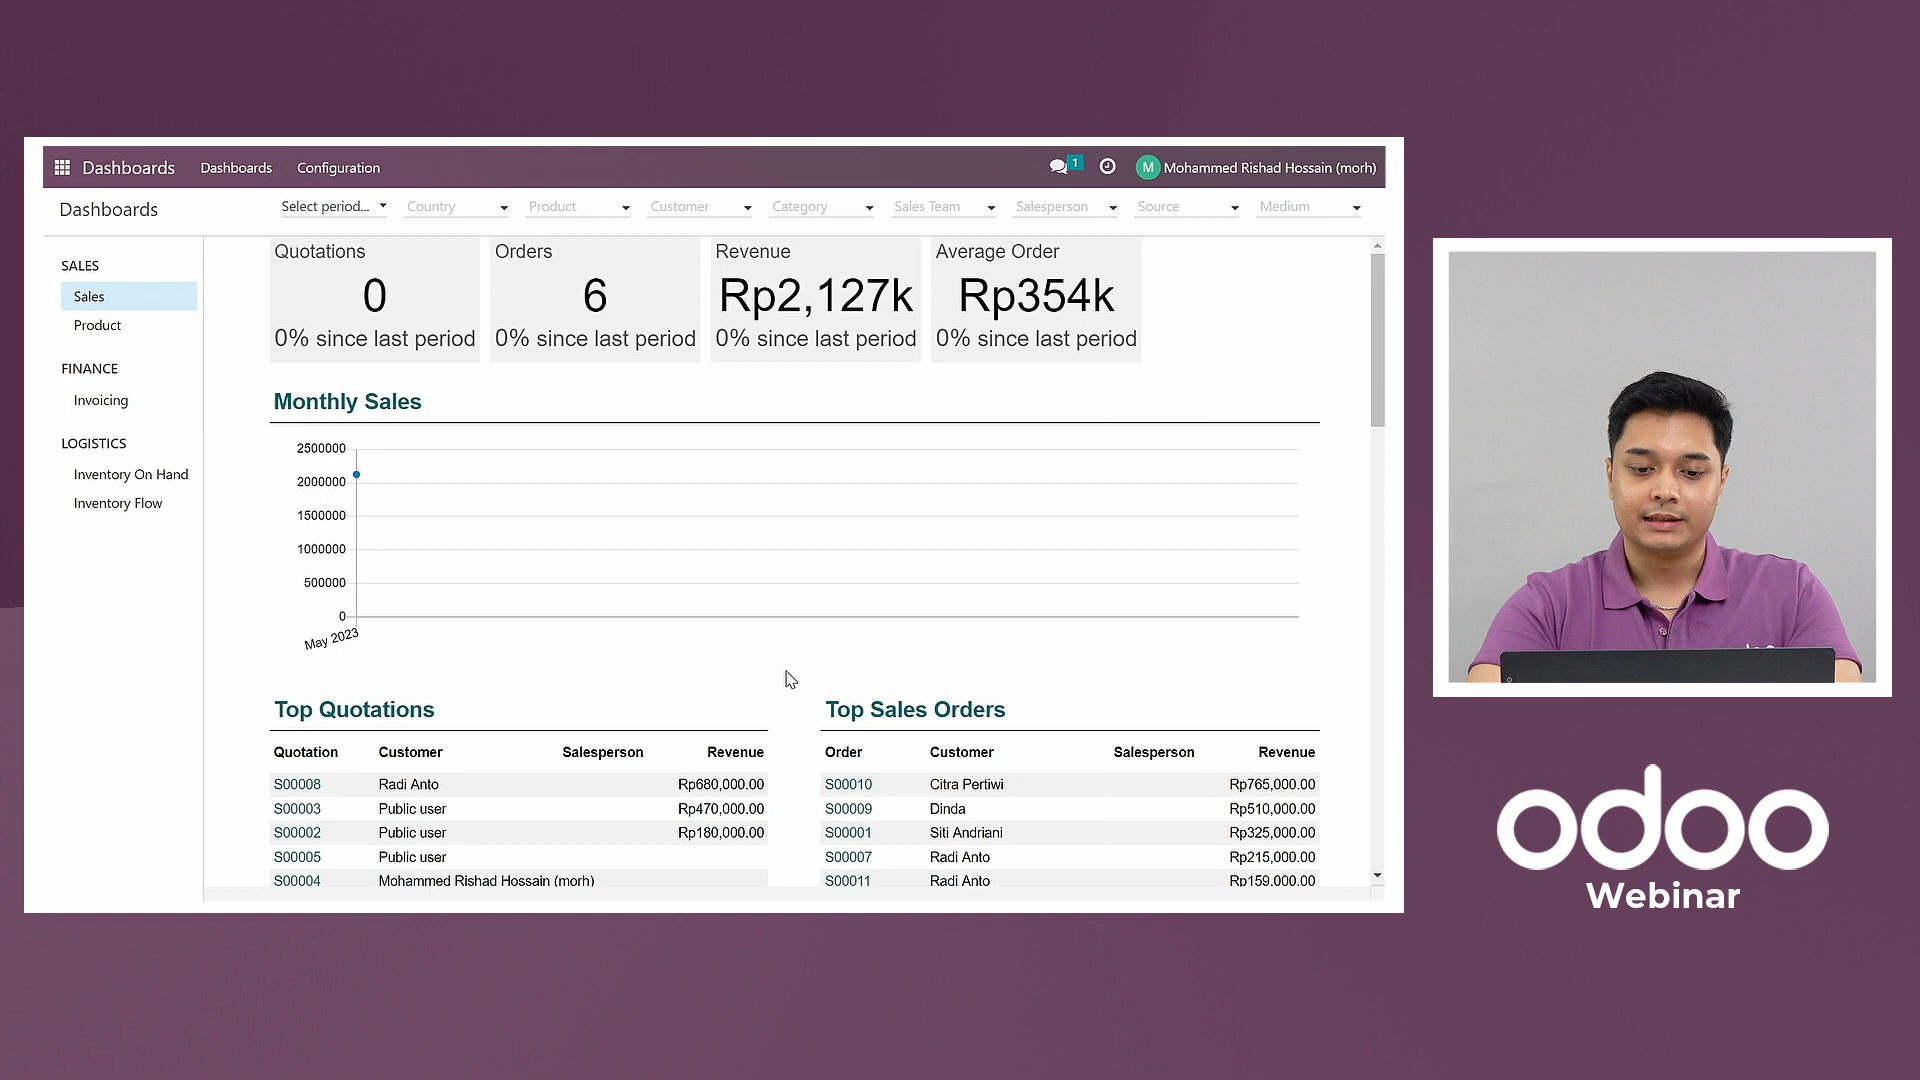 Dashboards Dashboards Configuration 1 M Mohammed Rishad Hossain (morh)
Dashboards Select period... Country Product Customer Category Sales Team Salesperson Source Medium
SALES
Sales
Product
FINANCE
Invoicing
LOGISTICS
Inventory On Hand
Inventory Flow
Quotations Orders Revenue Average Order
0 6 Rp2,127k Rp354k
0% since last period 0% since last period 0% since last period 0% since last period
Monthly Sales
2500000
2000000
1500000
1000000
500000
0
May 2023
Top Quotations
Quotation Customer Salesperson Revenue
S00008 Radi Anto Rp680,000.00
S00003 Public user Rp470,000.00
S00002 Public user Rp180,000.00
S00005 Public user
S00004 Mohammed Rishad Hossain (morh)
Top Sales Orders
Order Customer Salesperson Revenue
S00010 Citra Pertiwi Rp765,000.00
S00009 Dinda Rp510,000.00
S00001 Siti Andriani Rp325,000.00
S00007 Radi Anto Rp215,000.00
S00011 Radi Anto Rp159,000.00
odoo
Webinar